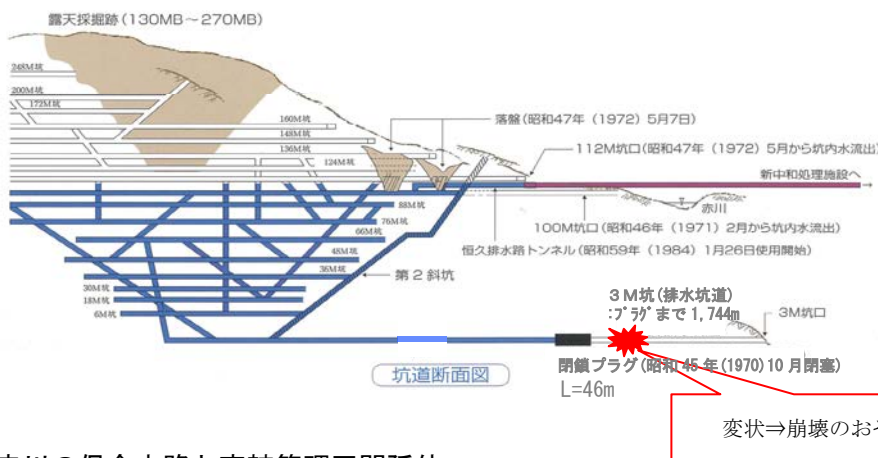 露天採掘跡(130MB～270MB)
248M坑
200M坑
172M坑
160M坑
148M坑
136M坑
124M坑
落盤(昭和47年(1972)5月7日)
112M坑口(昭和47年(1972)5月から坑内水流出)
新中和処理施設へ
赤川
88M坑
76M坑
66M坑
100M坑口(昭和46年(1971)2月から坑内水流出)
恒久排水路トンネル(昭和59年(1984)1月26日使用開始)
48M坑
38M坑
第2斜坑
30M坑
18M坑
6M坑
3M坑(排水坑道)
:ﾌﾟﾗｸﾞまで1,744m
3M坑口
閉鎖プラグ(昭和45年(1970)10月閉塞)
L=46m
坑道断面図
変状⇒崩壊のおそ